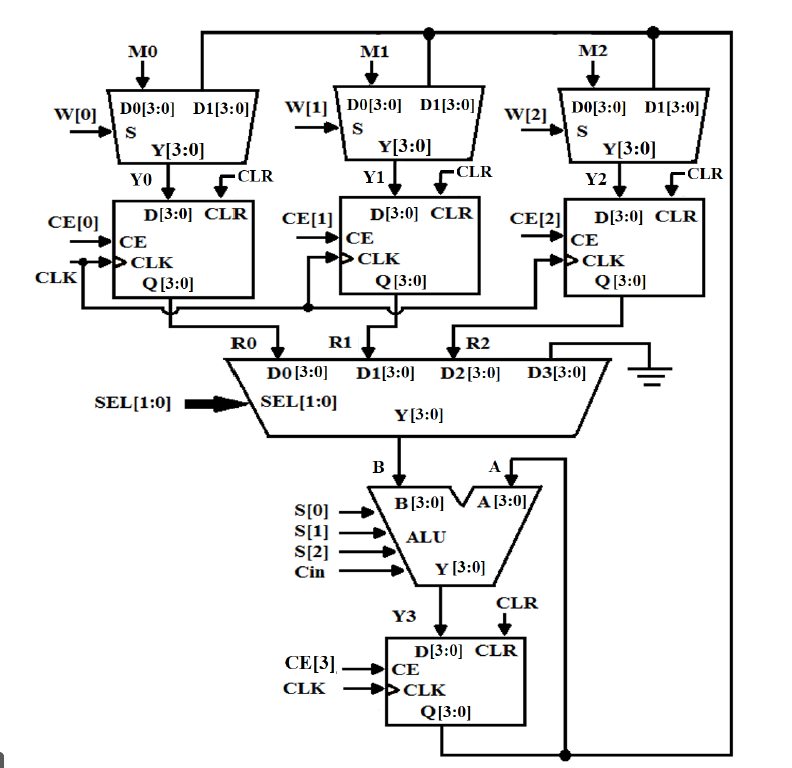 M0 M1 M2
W[0] D0[3:0] D1[3:0] W[1] D0[3:0] D1[3:0] W[2] D0[3:0] D1[3:0]
S S S
Y[3:0] Y[3:0] Y[3:0]
Y0 CLR Y1 CLR Y2 CLR
D[3:0] CLR D[3:0] CLR D[3:0] CLR
CE[0] CE CE[1] CE CE[2] CE
CLK CLK CLK CLK
Q[3:0] Q[3:0] Q[3:0]
R0 R1 R2
D0[3:0] D1[3:0] D2[3:0] D3[3:0]
SEL[1:0] SEL[1:0]
Y[3:0]
B A
B[3:0] A[3:0]
S[0]
S[1] ALU
S[2]
Cin Y[3:0]
Y3 CLR
D[3:0] CLR
CE[3] CE
CLK CLK
Q[3:0]